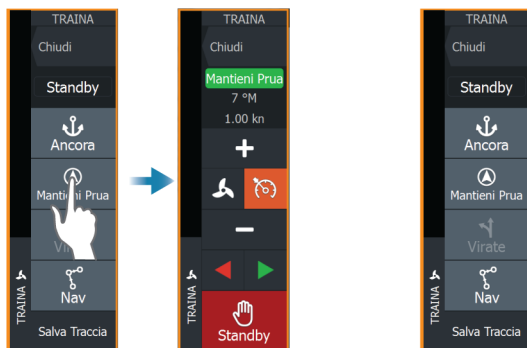 TRAINA
Chiudi
Standby
Ancora
Mantieni Prua
Vi
Nav
Salva Traccia
TRAINA
TRAINA
Chiudi
Mantieni Prua
7 °M
1.00 kn
Standby
TRAINA
TRAINA
Chiudi
Standby
Ancora
Mantieni Prua
Virate
Nav
Salva Traccia
TRAINA